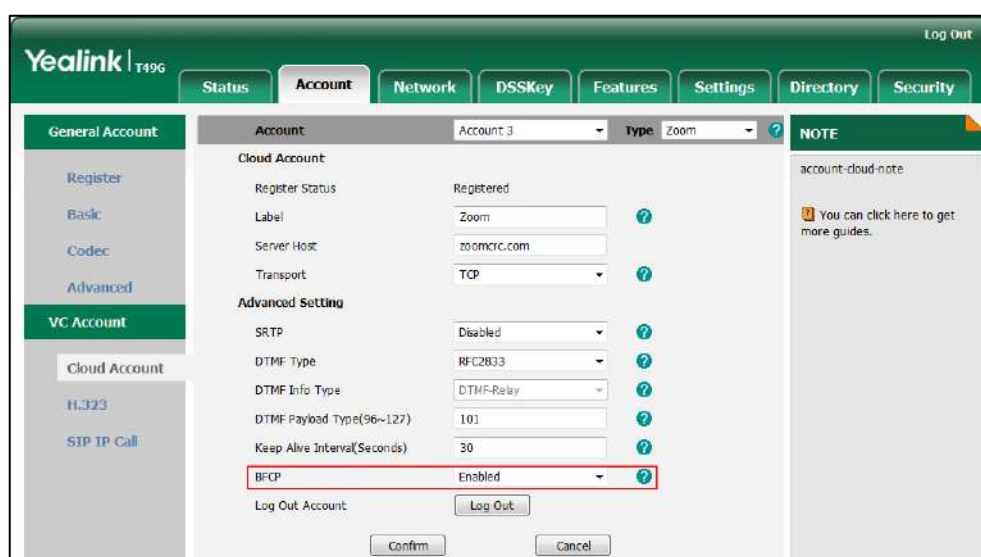 Log Out
Yealink T49G
Status Account Network DSSKey Features Settings Directory Security
General Account
Register
Basic
Codec
Advanced
VC Account
Cloud Account
H.323
SIP IP Call
Account Account 3 Type Zoom
Cloud Account
Register Status Registered
Label Zoom
Server Host zoomcrc.com
Transport TCP
Advanced Setting
SRTP Disabled
DTMF Type RFC2833
DTMF Info Type DTMF-Relay
DTMF Payload Type(96~127) 101
Keep Alive Interval(Seconds) 30
BFCP Enabled
Log Out Account Log Out
Confirm Cancel
NOTE
account-cloud-note
You can click here to get
more guides.